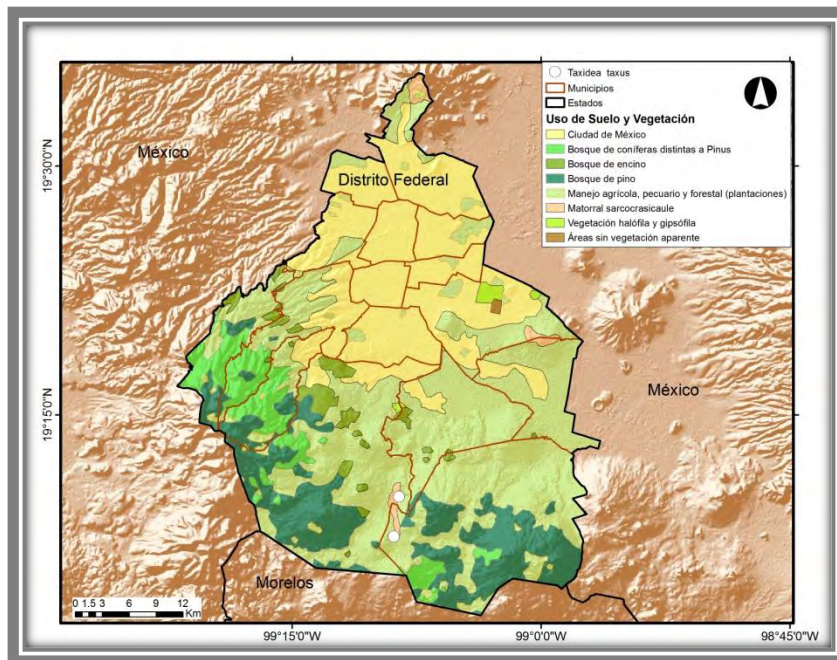 Taxidea taxus
Municipios
Estados
Uso de Suelo y Vegetación
Ciudad de México
Bosque de coníferas distintas a Pinus
Bosque de encino
Bosque de pino
Manejo agrícola, pecuario y forestal (plantaciones)
Matorral sarcocrasicaule
Vegetación halófila y gipsófila
Áreas sin vegetación aparente
México
Distrito Federal
19°30'0"N
México
19°15'0"N
Morelos
0 1.5 3 6 9 12
Km
99°15'0"W
99°0'0"W
98°45'0"W